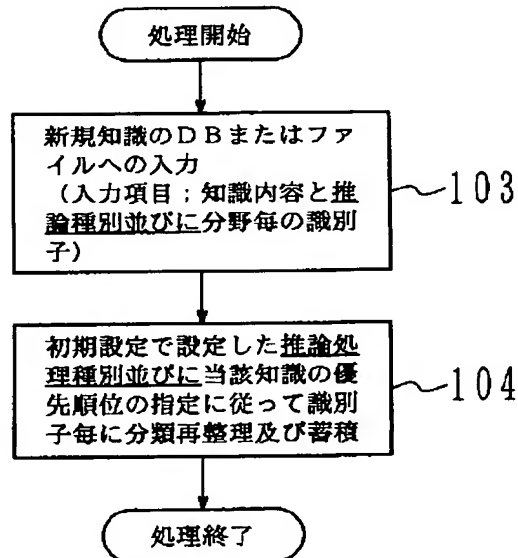 処理開始
新規知識のDBまたはファ
イルへの入力
(入力項目;知識内容と推
論種別並びに分野毎の識別
子)
103
初期設定で設定した推論処
理種別並びに当該知識の優
先順位の指定に従って識別
子毎に分類再整理及び蓄積
104
処理終了